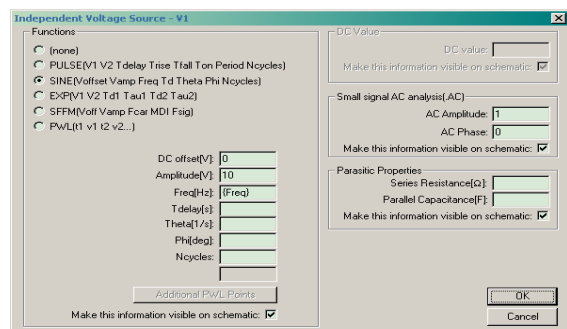 Independent Voltage Source - V1
Functions
(none)
PULSE(V1 V2 Tdelay Trise Tfall Ton Period Ncycles)
SINE(Voffset Vamp Freq Td Theta Phi Ncycles)
EXP(V1 V2 Td1 Tau1 Td2 Tau2)
SFFM(Voff Vamp Fcar MDI Fsig)
PWL(t1 v1 t2 v2...)
DC offset[V]: 0
Amplitude[V]: 10
Freq[Hz]: {Freq}
Tdelay[s]:
Theta[1/s]:
Phi[deg]:
Ncycles:
Additional PWL Points
Make this information visible on schematic:
DC Value
DC value:
Make this information visible on schematic:
Small signal AC analysis(.AC)
AC Amplitude: 1
AC Phase: 0
Make this information visible on schematic:
Parasitic Properties
Series Resistance[Ω]:
Parallel Capacitance[F]:
Make this information visible on schematic:
OK
Cancel